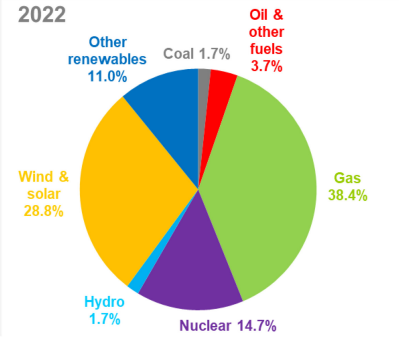 2022
Coal 1.7%
Oil &
other
fuels
3.7%
Gas
38.4%
Nuclear 14.7%
Hydro
1.7%
Wind &
solar
28.8%
Other
renewables
11.0%